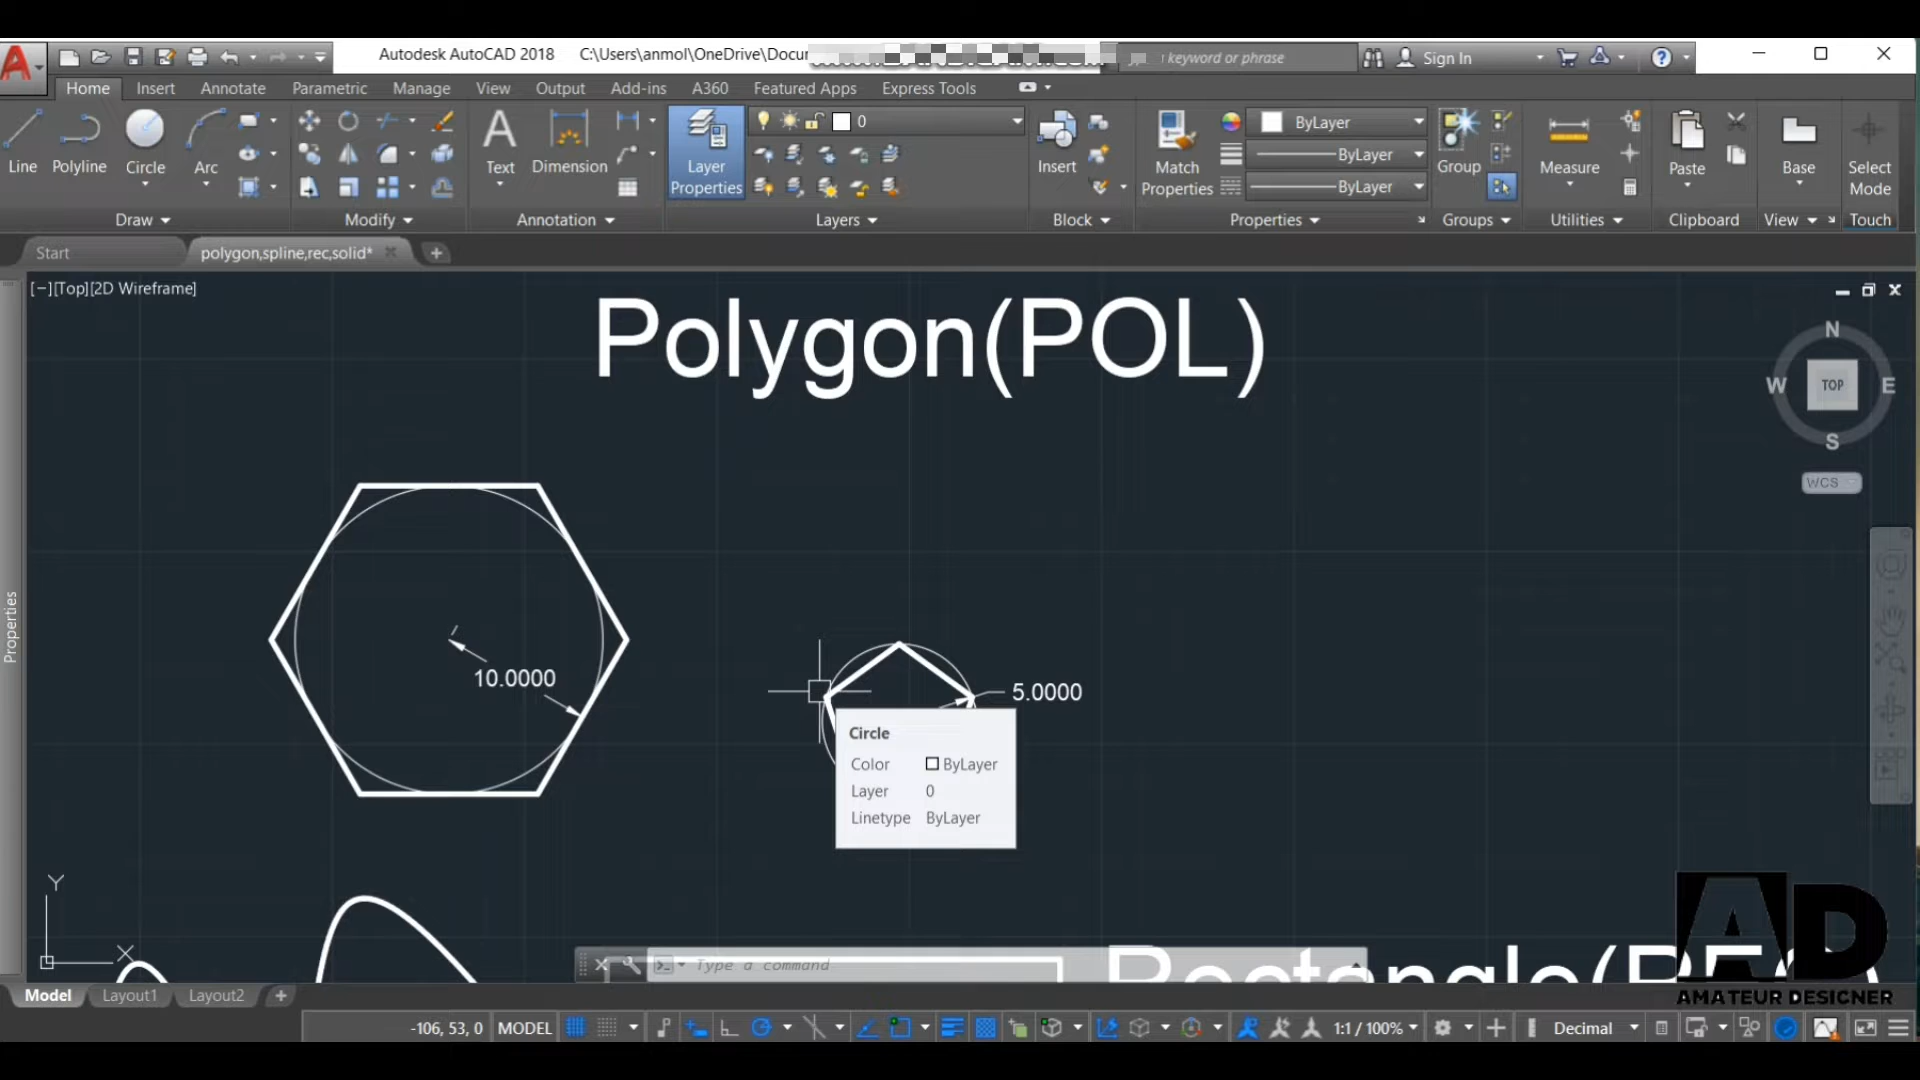 Autodesk AutoCAD 2018 C:\Users\anmol\OneDrive\Docu
keyword or phrase
Sign In
Home Insert Annotate Parametric Manage View Output Add-ins A360 Featured Apps Express Tools
Line Polyline Circle Arc
Text Dimension
Layer Properties
0
Insert
Match Properties
ByLayer
ByLayer
ByLayer
Group
Measure
Paste
Base
Select Mode
Draw Modify Annotation Layers Block Properties Groups Utilities Clipboard View Touch
Start polygon,spline,rec,solid*
[−][Top][2D Wireframe]
Polygon(POL)
N
W TOP E
S
WCS
Properties
10.0000
5.0000
Circle
Color ByLayer
Layer 0
Linetype ByLayer
Y
X
Type a command
AD
AMATEUR DESIGNER
Model Layout1 Layout2
-106, 53, 0 MODEL 1:1 / 100% Decimal